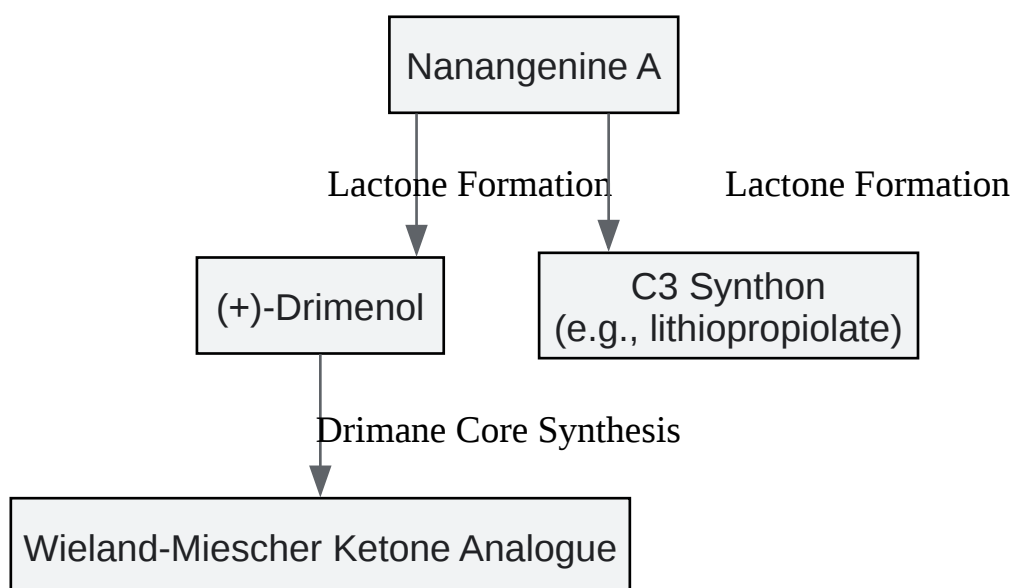 Nanangenine A
Lactone Formation
Lactone Formation
(+)-Drimenol
C3 Synthon
(e.g., lithiopropiolate)
Drimane Core Synthesis
Wieland-Miescher Ketone Analogue